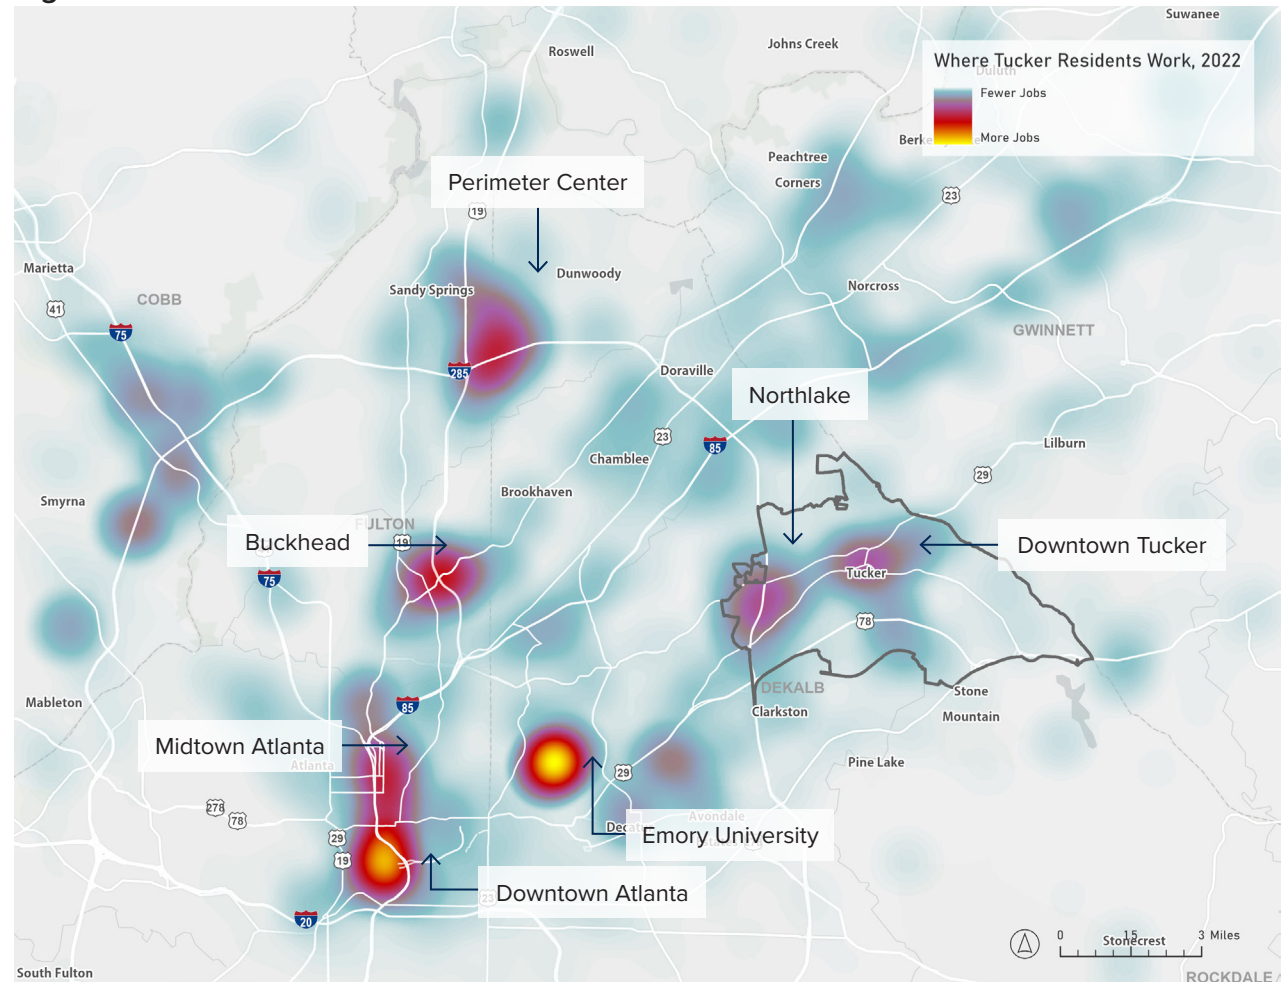 Suwanee
Roswell
Johns Creek
Where Tucker Residents Work, 2022
Duluth
Fewer Jobs
More Jobs
Peachtree
Corners
Perimeter Center
19
23
Marietta
COBB
41
75
Sandy Springs
Dunwoody
Norcross
GWINNETT
285
Doraville
Northlake
23
85
Chamblee
Lilburn
29
Smyrna
Brookhaven
FULTON
Buckhead
19
75
Downtown Tucker
Tucker
78
DEKALB
Clarkston
Stone
Mountain
Mableton
85
Midtown Atlanta
Atlanta
29
Pine Lake
278
78
29
19
Avondale
Emory University
Downtown Atlanta
23
20
0
1.5
3 Miles
Stonecrest
South Fulton
ROCKDALE